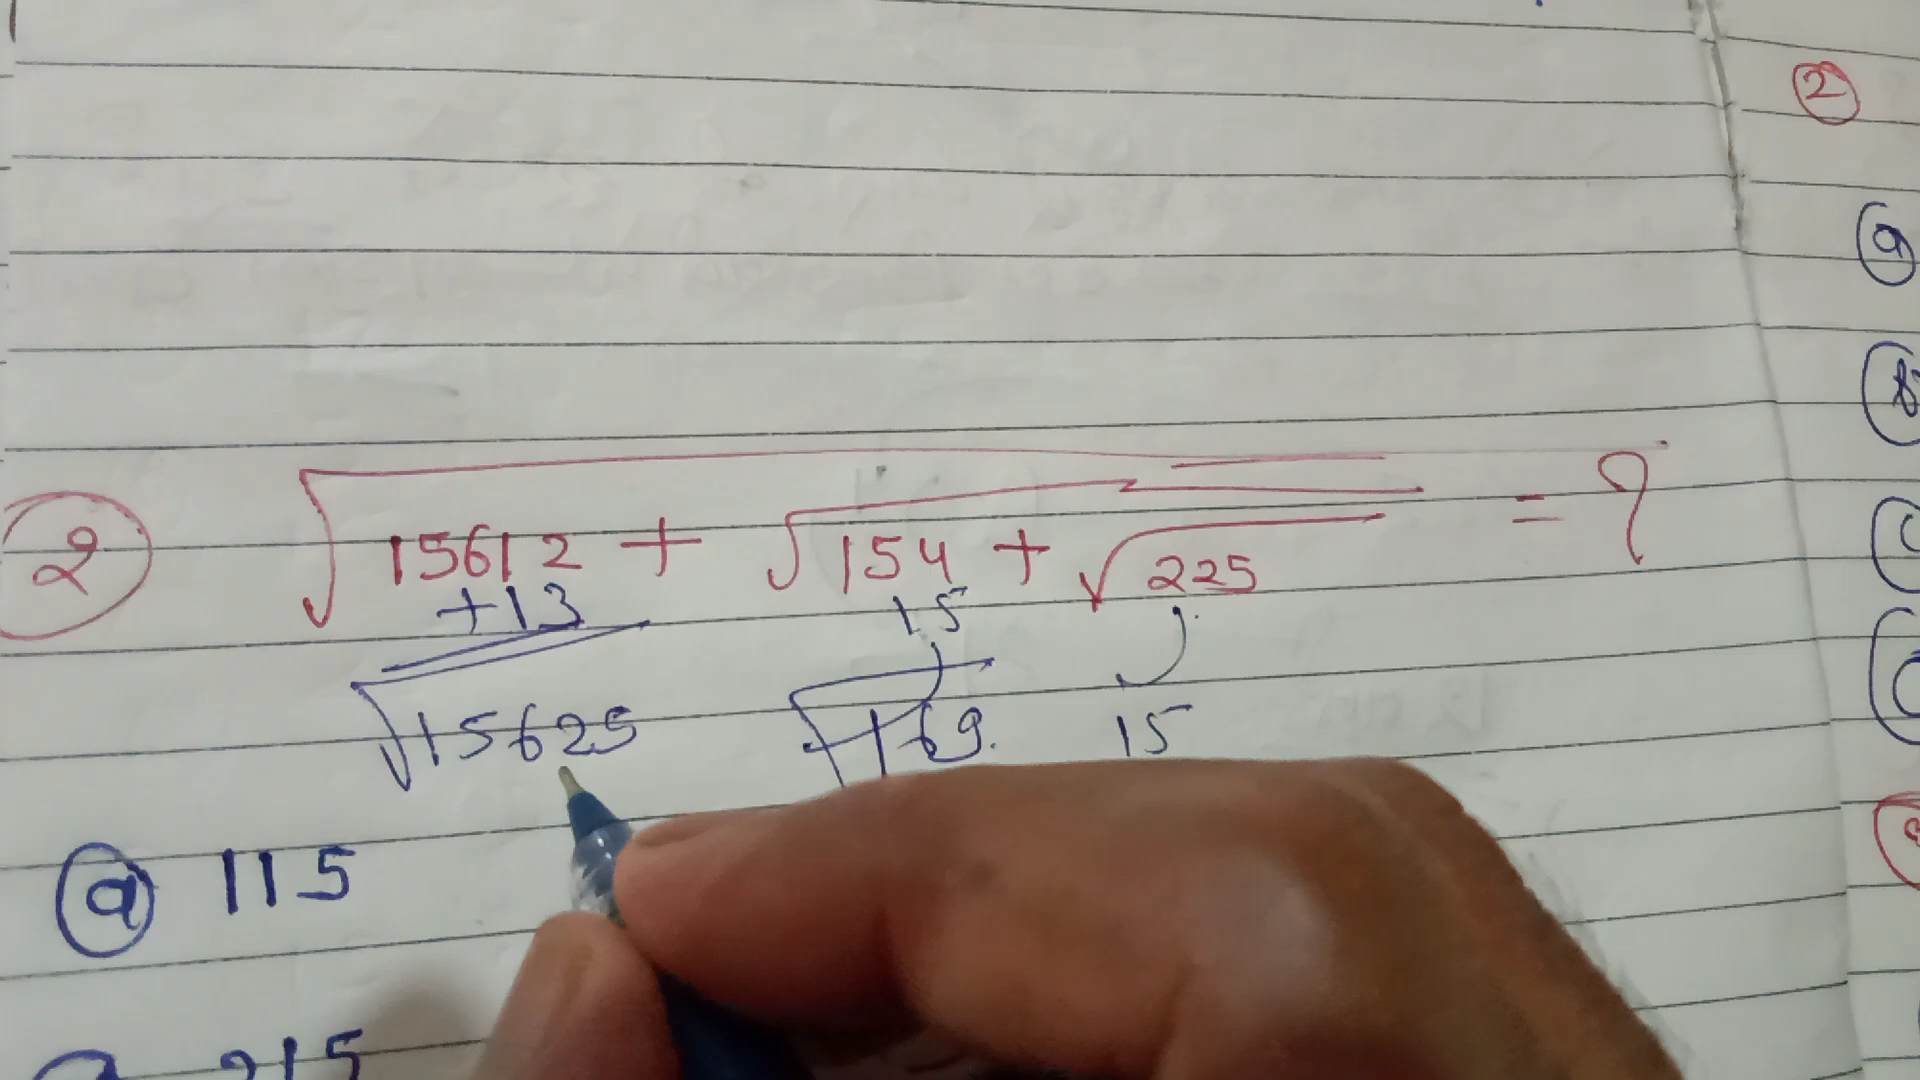 2 √15612 + √154 + √225 = ?
+13 15
√15625 √169. 15
a 115
215
2
a